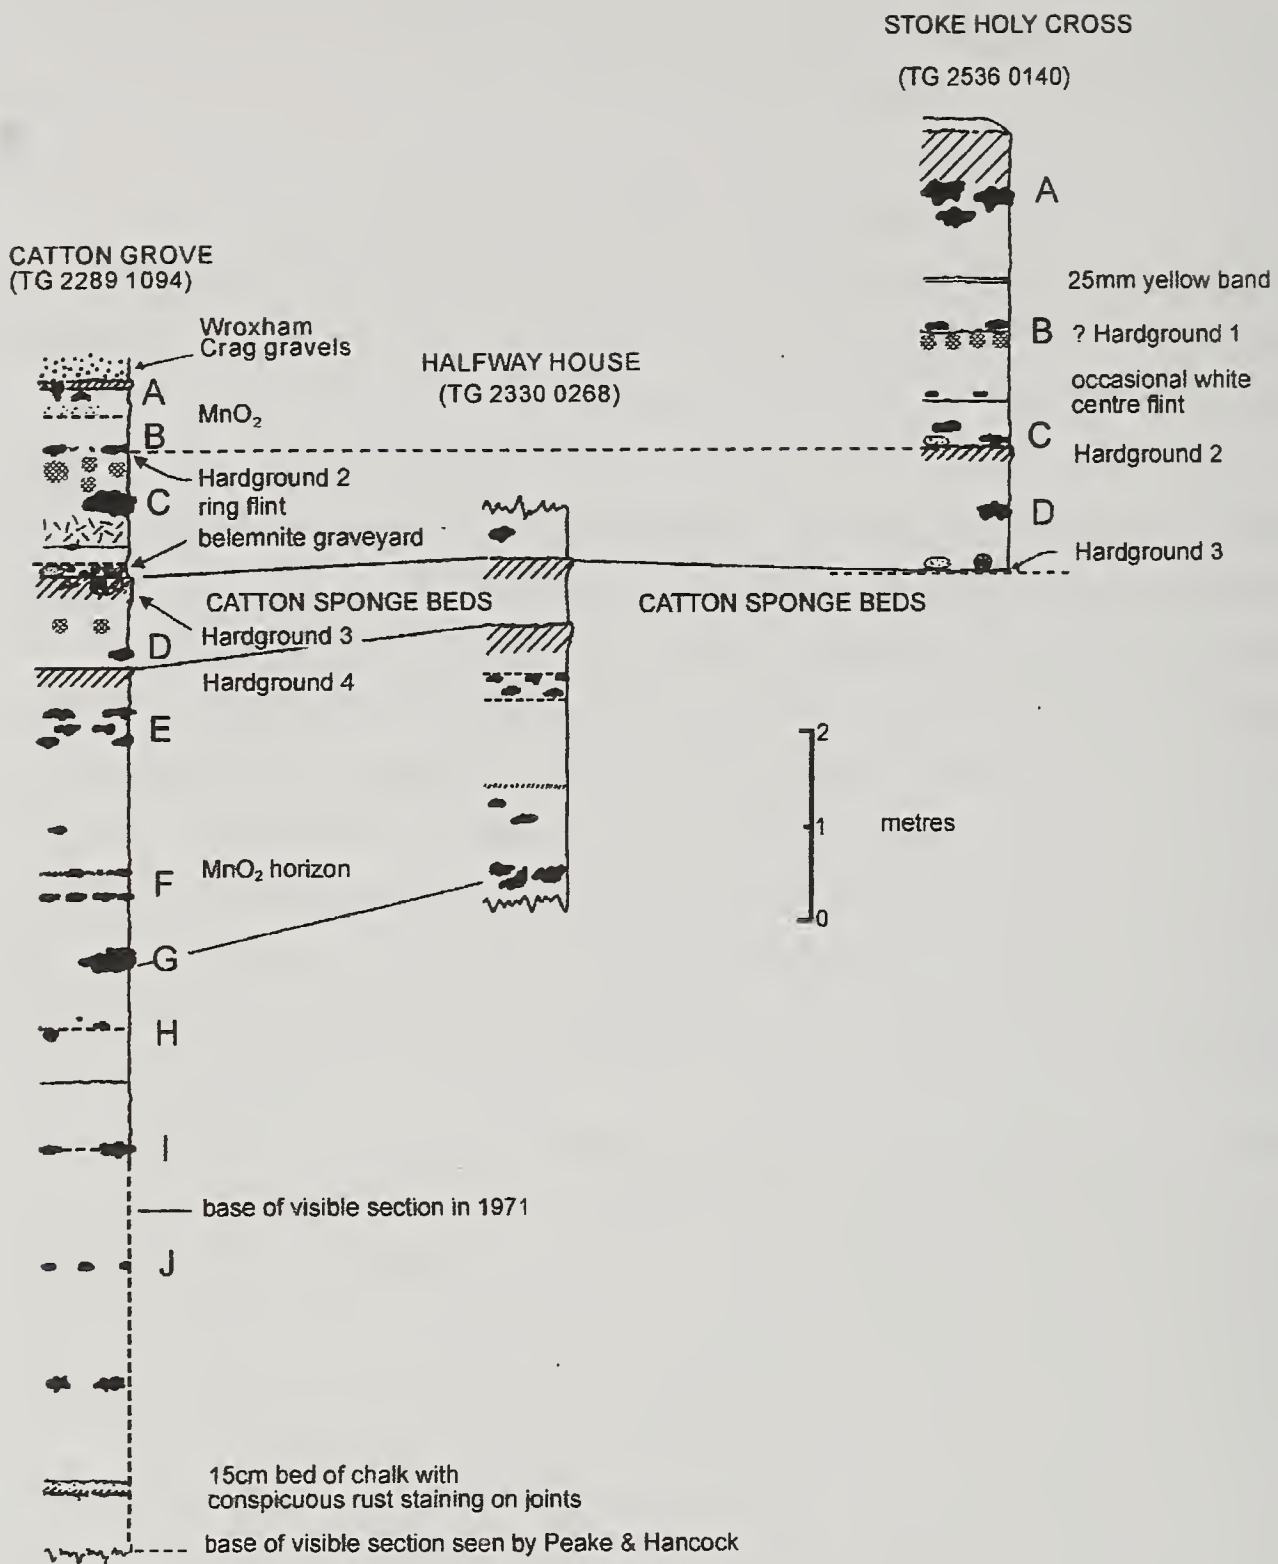 STOKE HOLY CROSS
(TG 2536 0140)
A
25mm yellow band
B
? Hardground 1
occasional white
centre flint
C
Hardground 2
D
Hardground 3
CATTON GROVE
(TG 2289 1094)
Wroxham
Crag gravels
A
MnO₂
B
Hardground 2
ring flint
C
belemnite graveyard
HALFWAY HOUSE
(TG 2330 0268)
CATTON SPONGE BEDS
CATTON SPONGE BEDS
D
Hardground 3
Hardground 4
E
MnO₂ horizon
F
G
H
I
base of visible section in 1971
J
15cm bed of chalk with
conspicuous rust staining on joints
base of visible section seen by Peake & Hancock
2
1
metres
0